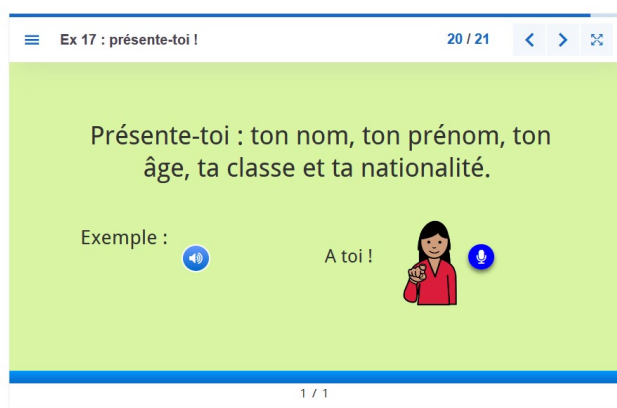 Ex 17 : présente-toi !
20 / 21
Présente-toi : ton nom, ton prénom, ton
âge, ta classe et ta nationalité.
Exemple :
A toi !
1 / 1